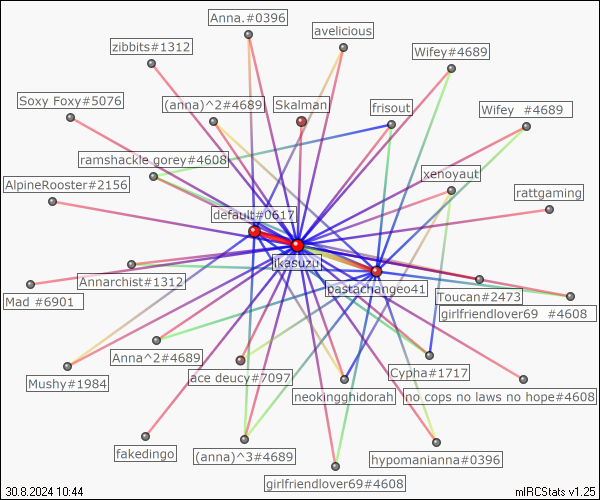 Anna.#0396
avelicious
zibbits#1312
Wifey#4689
Soxy Foxy#5076
(anna)^2#4689
Skalman
frisout
Wifey  #4689
ramshackle gorey#4608
xenoyaut
AlpineRooster#2156
rattgaming
default#0617
ikasuzu
Annarchist#1312
pastachangeo41
Mad #6901
Toucan#2473
girlfriendlover69  #4608
Anna^2#4689
Mushy#1984
ace deucy#7097
Cypha#1717
neokingghidorah
no cops no laws no hope#4608
fakedingo
(anna)^3#4689
hypomanianna#0396
girlfriendlover69#4608
30.8.2024 10:44
mIRCStats v1.25